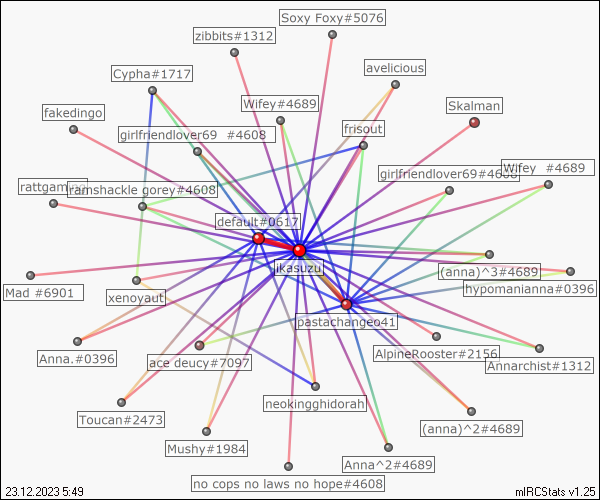 Soxy Foxy#5076
zibbits#1312
avelicious
Cypha#1717
Wifey#4689
Skalman
fakedingo
girlfriendlover69 #4608
frisout
Wifey #4689
girlfriendlover69#4608
rattgam
ramshackle gorey#4608
default#0617
ikasuzu
(anna)^3#4689
hypomanianna#0396
Mad #6901
xenoyaut
pastachangeo41
Anna.#0396
ace deucy#7097
AlpineRooster#2156
Annarchist#1312
neokingghidorah
Toucan#2473
(anna)^2#4689
Mushy#1984
Anna^2#4689
no cops no laws no hope#4608
23.12.2023 5:49
mIRCStats v1.25